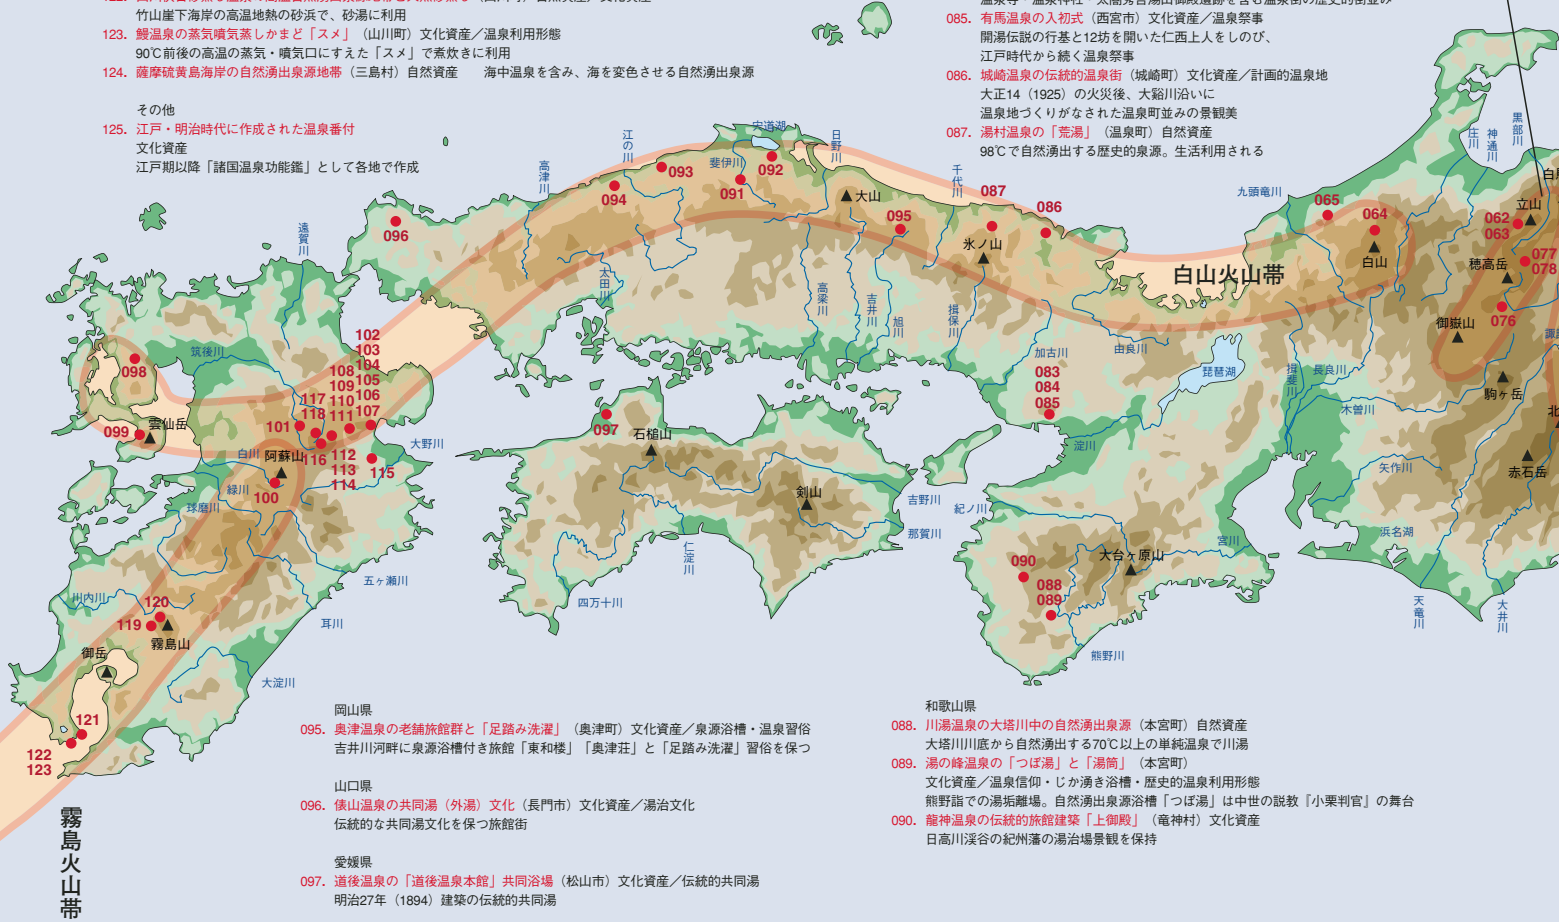 竹山崖下海岸の高温地熱の砂浜で、砂湯に利用
123．鰻温泉の蒸気噴気蒸しかまど「スメ」（山川町）文化資産／温泉利用形態
90℃前後の高温の蒸気・噴気口にすえた「スメ」で煮炊きに利用
124．薩摩硫黄島海岸の自然湧出泉源地帯（三島村）自然資産　海中温泉を含み、海を変色させる自然湧出泉源
その他
125．江戸・明治時代に作成された温泉番付
文化資産
江戸期以降「諸国温泉功能鑑」として各地で作成
085．有馬温泉の入初式（西宮市）文化資産／温泉祭事
開湯伝説の行基と12坊を開いた仁西上人をしのび、
江戸時代から続く温泉祭事
086．城崎温泉の伝統的温泉街（城崎町）文化資産／計画的温泉地
大正14（1925）の火災後、大谿川沿いに
温泉地づくりがなされた温泉町並みの景観美
087．湯村温泉の「荒湯」（温泉町）自然資産
98℃で自然湧出する歴史的泉源。生活利用される
高津川
江の川
斐伊川
宍道湖
日野川
千代川
九頭竜川
庄川
神通川
黒部川
遠賀川
096
094
093
091
092
大山
095
087
氷ノ山
086
白山火山帯
065
064
白山
立山
062
063
穂高岳
077
078
076
御嶽山
駒ヶ岳
赤石岳
太田川
高梁川
吉井川
旭川
揖保川
加古川
由良川
琵琶湖
揖斐川
長良川
木曽川
矢作川
浜名湖
天竜川
大井川
083
084
085
淀川
筑後川
098
099
雲仙岳
102
103
104
105
106
107
108
109
110
111
117
118
101
116
112
113
114
115
大野川
白川
阿蘇山
100
緑川
球磨川
097
石槌山
剣山
吉野川
那賀川
仁淀川
四万十川
紀ノ川
宮川
大台ヶ原山
090
088
089
熊野川
五ヶ瀬川
耳川
大淀川
川内川
120
119
霧島山
御岳
121
122
123
霧島火山帯
岡山県
095．奥津温泉の老舗旅館群と「足踏み洗濯」（奥津町）文化資産／泉源浴槽・温泉習俗
吉井川河畔に泉源浴槽付き旅館「東和楼」「奥津荘」と「足踏み洗濯」習俗を保つ
山口県
096．俵山温泉の共同湯（外湯）文化（長門市）文化資産／湯治文化
伝統的な共同湯文化を保つ旅館街
愛媛県
097．道後温泉の「道後温泉本館」共同浴場（松山市）文化資産／伝統的共同湯
明治27年（1894）建築の伝統的共同湯
和歌山県
088．川湯温泉の大塔川中の自然湧出泉源（本宮町）自然資産
大塔川川底から自然湧出する70℃以上の単純温泉で川湯
089．湯の峰温泉の「つぼ湯」と「湯筒」（本宮町）
文化資産／温泉信仰・じか湧き浴槽・歴史的温泉利用形態
熊野詣での湯垢離場。自然湧出泉源浴槽「つぼ湯」は中世の説教『小栗判官』の舞台
090．龍神温泉の伝統的旅館建築「上御殿」（竜神村）文化資産
日高川渓谷の紀州藩の湯治場景観を保持